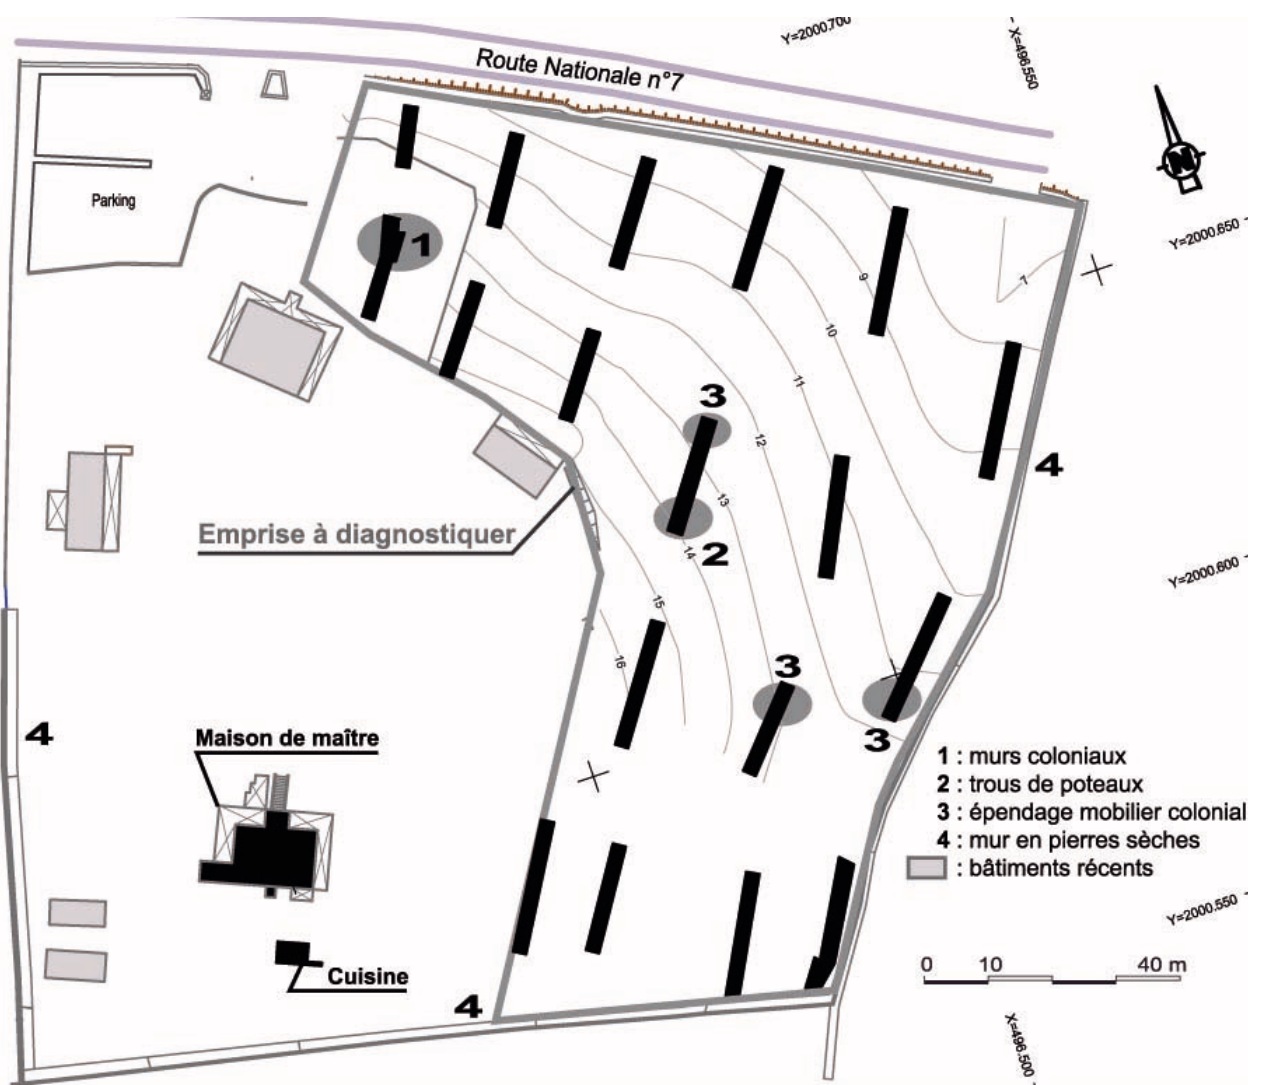 Y=2000.700
X=496.550
Route Nationale n°7
N
Parking
Y=2000.650
1
7
9
10
11
3
12
4
13
Emprise à diagnostiquer
2
14
Y=2000.600
15
16
3
4
Maison de maître
3
1 : murs coloniaux
2 : trous de poteaux
3 : épendage mobilier colonial
4 : mur en pierres sèches
: bâtiments récents
Y=2000.550
0 10 40 m
Cuisine
4
X=496.500